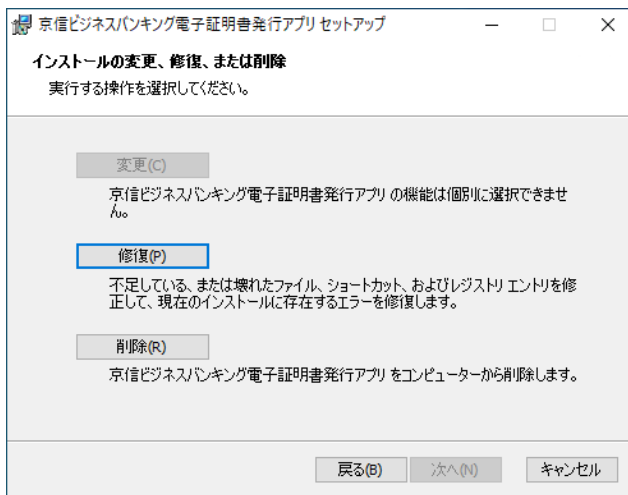 京信ビジネスバンキング電子証明書発行アプリ セットアップ
インストールの変更、修復、または削除
実行する操作を選択してください。
変更(C)
京信ビジネスバンキング電子証明書発行アプリ の機能は個別に選択できませ
ん。
修復(P)
不足している、または壊れたファイル、ショートカット、およびレジストリ エントリを修
正して、現在のインストールに存在するエラーを修復します。
削除(R)
京信ビジネスバンキング電子証明書発行アプリ をコンピューターから削除します。
戻る(B)
次へ(N)
キャンセル